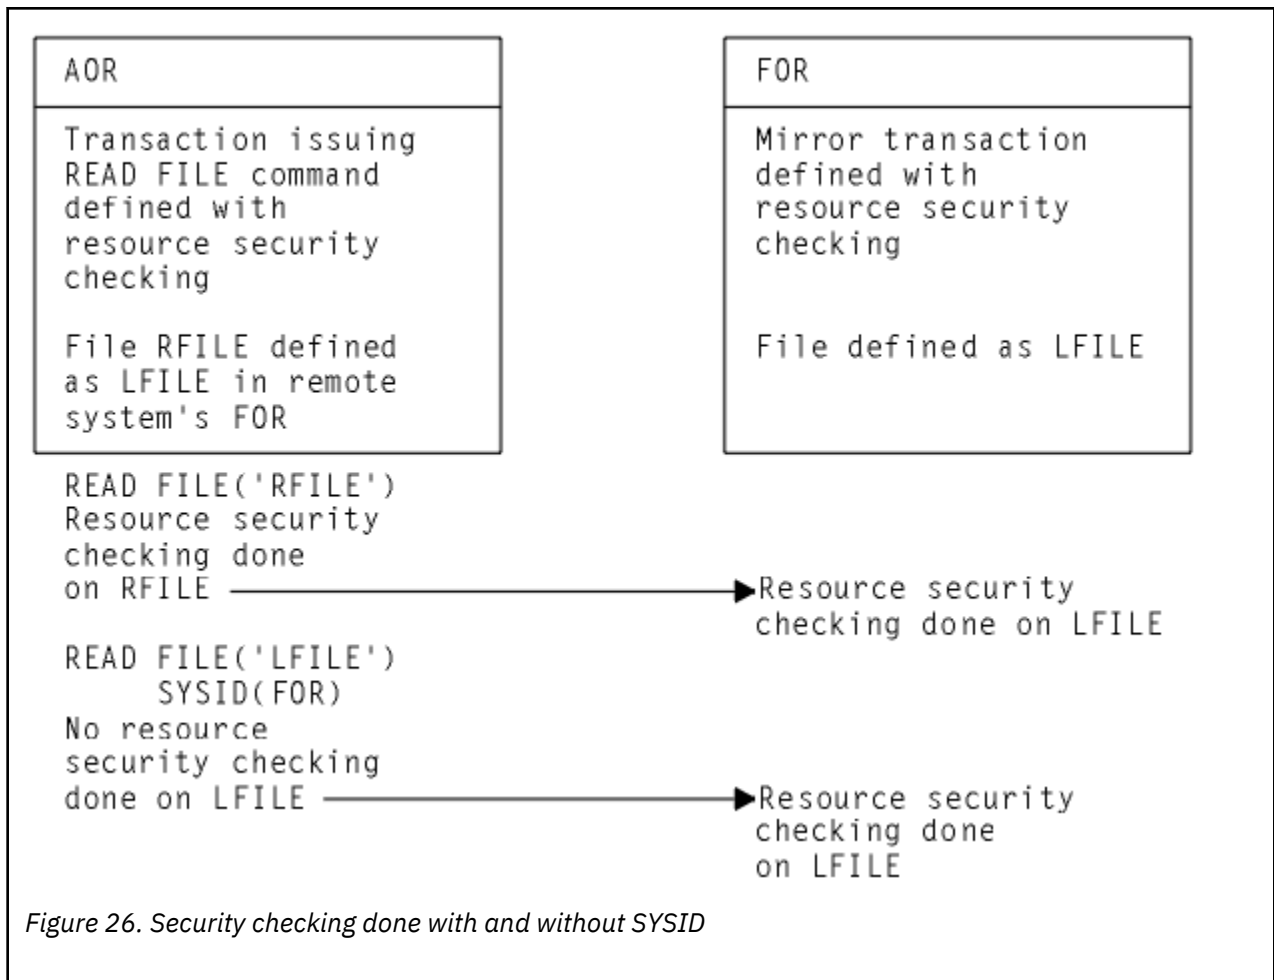 AOR
Transaction issuing
READ FILE command
defined with
resource security
checking
File RFILE defined
as LFILE in remote
system's FOR
FOR
Mirror transaction
defined with
resource security
checking
File defined as LFILE
READ FILE('RFILE')
Resource security
checking done
on RFILE
Resource security
checking done on LFILE
READ FILE('LFILE')
SYSID(FOR)
No resource
security checking
done on LFILE
Resource security
checking done
on LFILE
Figure 26. Security checking done with and without SYSID